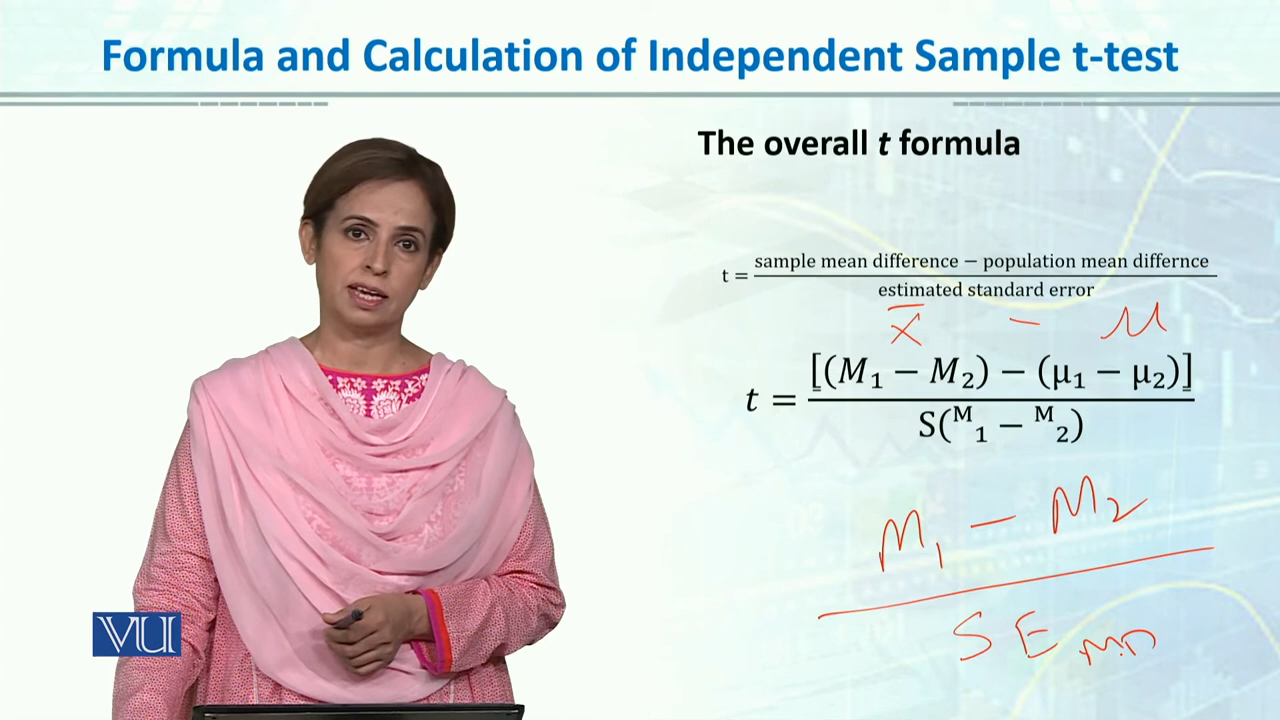 Formula and Calculation of Independent Sample t-test
The overall t formula
t = sample mean difference − population mean differnce
estimated standard error
x̄ − μ
t = [(M₁ − M₂) − (μ₁ − μ₂)]
S(ᴹ₁ − ᴹ₂)
M₁ − M₂
SE M.D
VU